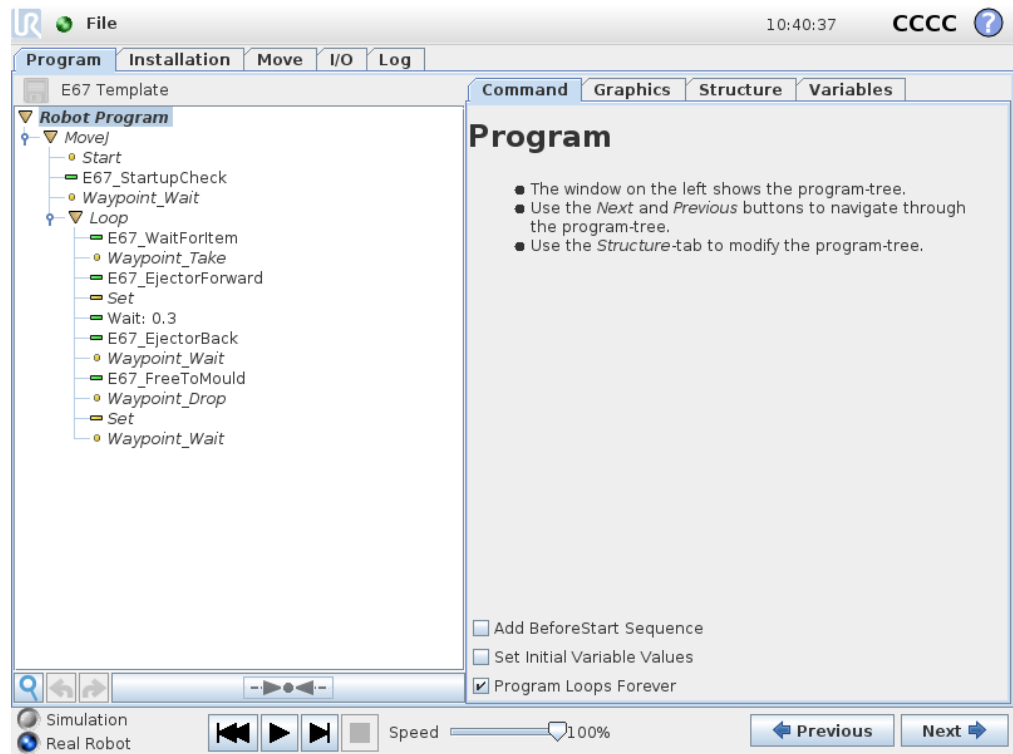 UR File 10:40:37 CCCC ?
Program Installation Move I/O Log
E67 Template
Command Graphics Structure Variables
Robot Program
MoveJ
Start
E67_StartupCheck
Waypoint_Wait
Loop
E67_WaitForItem
Waypoint_Take
E67_EjectorForward
Set
Wait: 0.3
E67_EjectorBack
Waypoint_Wait
E67_FreeToMould
Waypoint_Drop
Set
Waypoint_Wait
Program
The window on the left shows the program-tree.
Use the Next and Previous buttons to navigate through
the program-tree.
Use the Structure-tab to modify the program-tree.
Add BeforeStart Sequence
Set Initial Variable Values
Program Loops Forever
Simulation
Real Robot
Speed 100%
Previous Next